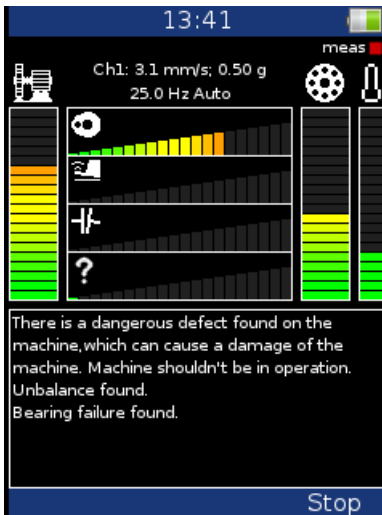 13:41
meas
Ch1: 3.1 mm/s; 0.50 g
25.0 Hz Auto
?
There is a dangerous defect found on the
machine,which can cause a damage of the
machine. Machine shouldn't be in operation.
Unbalance found.
Bearing failure found.
Stop